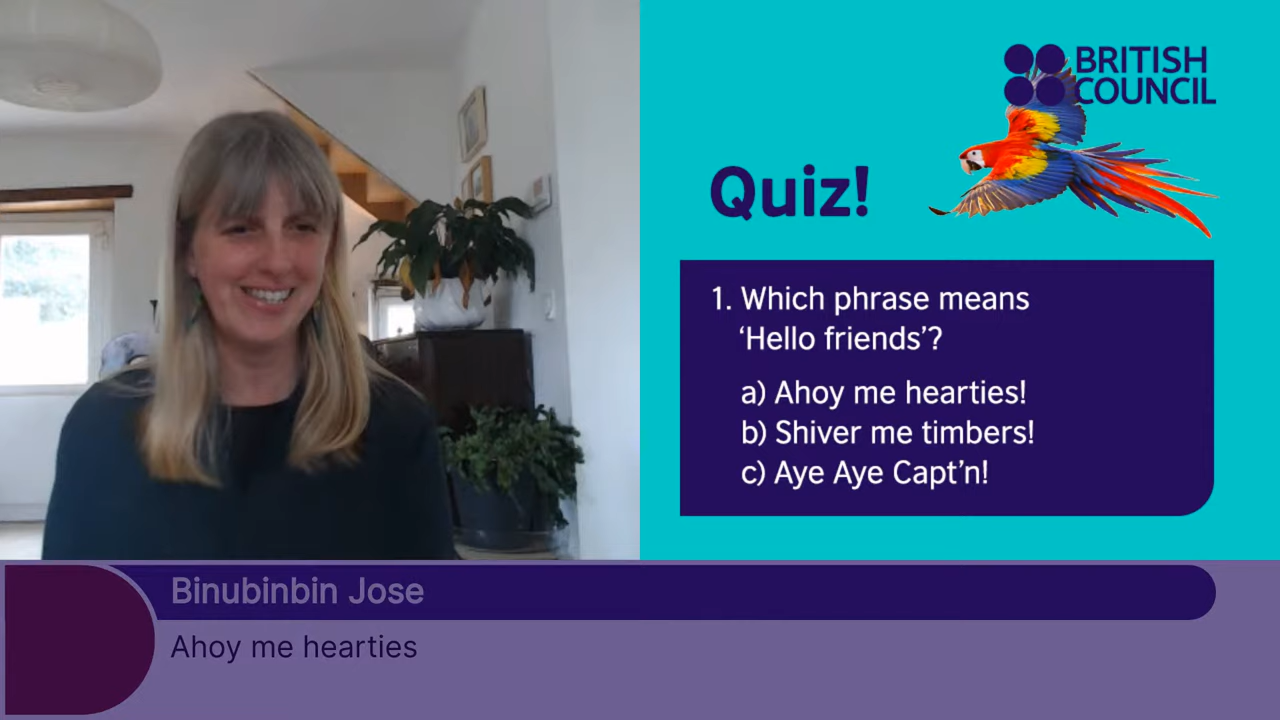 BRITISH
COUNCIL
Quiz!
1. Which phrase means
‘Hello friends’?
a) Ahoy me hearties!
b) Shiver me timbers!
c) Aye Aye Capt’n!
Binubinbin Jose
Ahoy me hearties